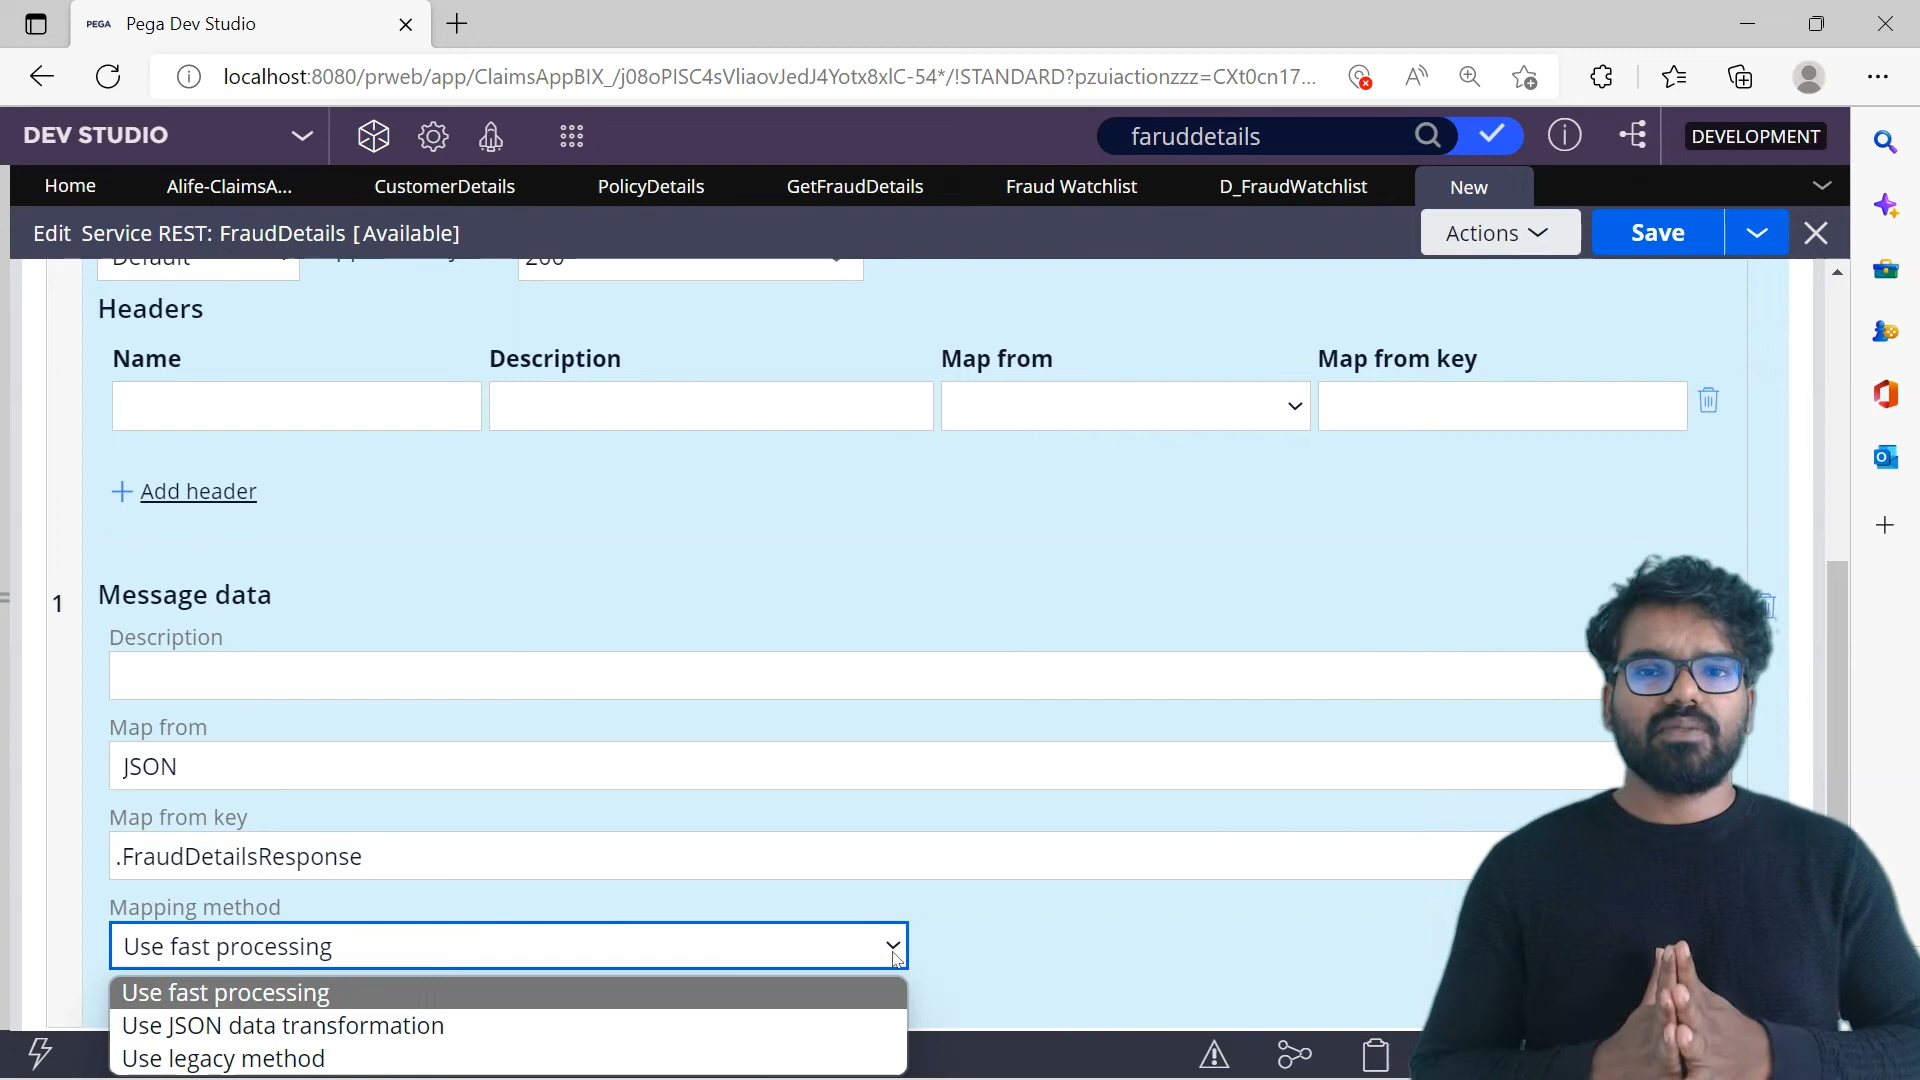 PEGA Pega Dev Studio
localhost:8080/prweb/app/ClaimsAppBIX_/j08oPISC4sVliaovJedJ4Yotx8xlC-54*/!STANDARD?pzuiactionzzz=CXt0cn17...
DEV STUDIO
faruddetails
DEVELOPMENT
Home Alife-ClaimsA... CustomerDetails PolicyDetails GetFraudDetails Fraud Watchlist D_FraudWatchlist New
Edit Service REST: FraudDetails [Available]
Actions Save
Default 200
Headers
Name Description Map from Map from key
Add header
1 Message data
Description
Map from
JSON
Map from key
.FraudDetailsResponse
Mapping method
Use fast processing
Use fast processing
Use JSON data transformation
Use legacy method